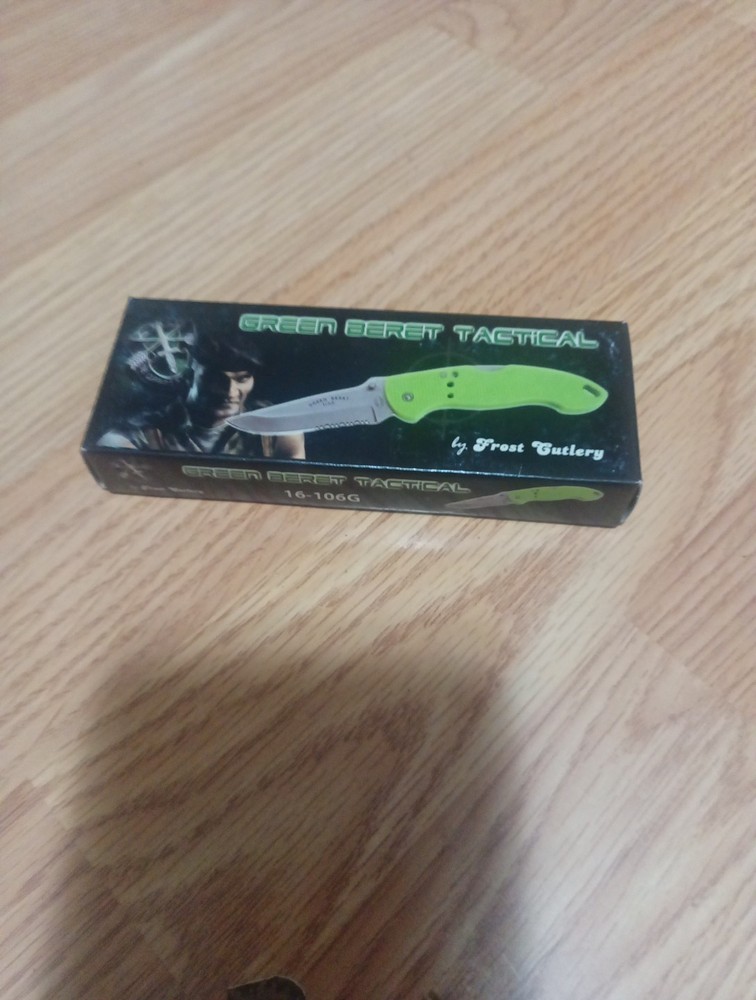 GREEN BERET TACTICAL
by Frost Cutlery
GREEN BERET TACTICAL
16-106G